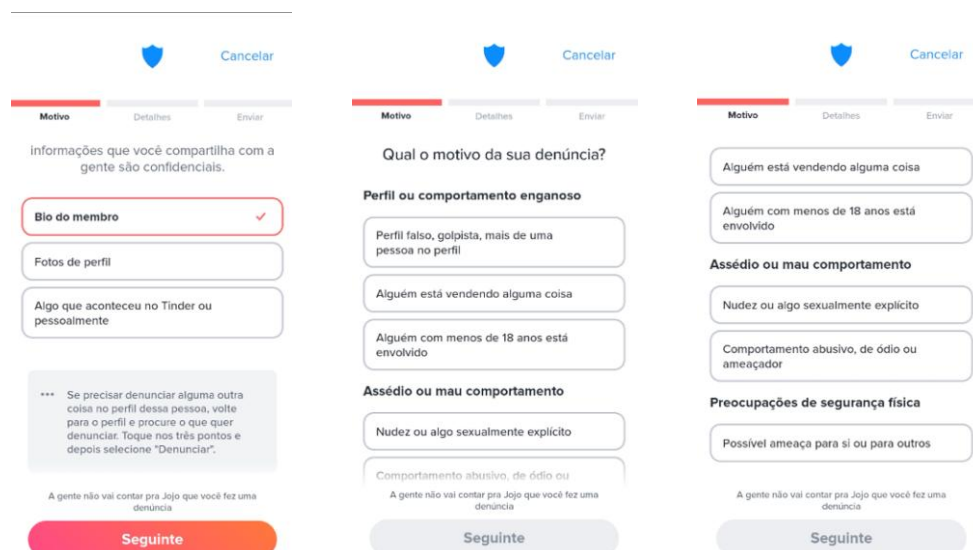 Cancelar
Motivo
Detalhes
Enviar
informações que você compartilha com a
gente são confidenciais.
Bio do membro
Fotos de perfil
Algo que aconteceu no Tinder ou
pessoalmente
Se precisar denunciar alguma outra
coisa no perfil dessa pessoa, volte
para o perfil e procure o que quer
denunciar. Toque nos três pontos e
depois selecione "Denunciar".
A gente não vai contar pra Jojo que você fez uma
denúncia
Seguinte
Cancelar
Motivo
Detalhes
Enviar
Qual o motivo da sua denúncia?
Perfil ou comportamento enganoso
Perfil falso, golpista, mais de uma
pessoa no perfil
Alguém está vendendo alguma coisa
Alguém com menos de 18 anos está
envolvido
Assédio ou mau comportamento
Nudez ou algo sexualmente explícito
Comportamento abusivo, de ódio ou
A gente não vai contar pra Jojo que você fez uma
denúncia
Seguinte
Cancelar
Motivo
Detalhes
Enviar
Alguém está vendendo alguma coisa
Alguém com menos de 18 anos está
envolvido
Assédio ou mau comportamento
Nudez ou algo sexualmente explícito
Comportamento abusivo, de ódio ou
ameaçador
Preocupações de segurança física
Possível ameaça para si ou para outros
A gente não vai contar pra Jojo que você fez uma
denúncia
Seguinte